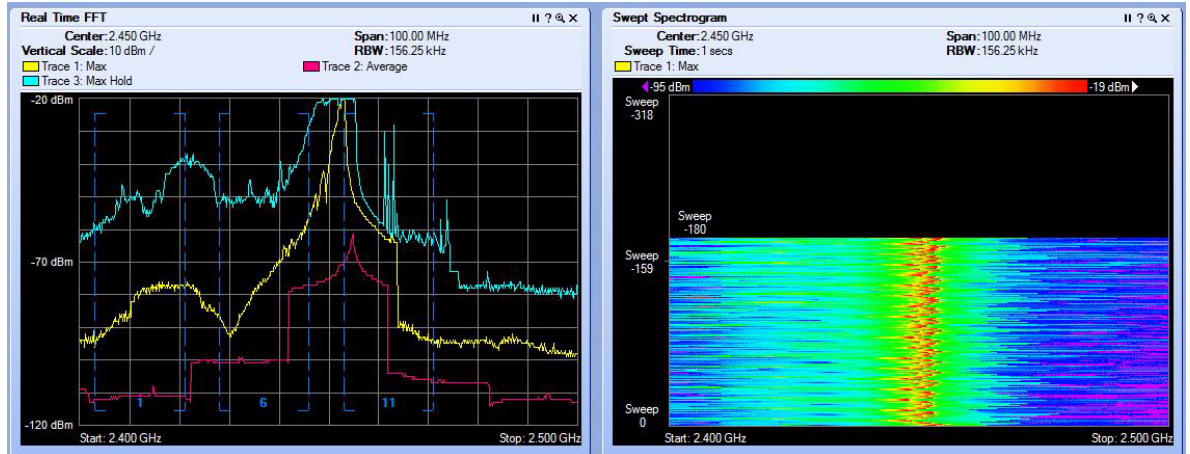 Real Time FFT
Center: 2.450 GHz Span: 100.00 MHz
Vertical Scale: 10 dBm / RBW: 156.25 kHz
Trace 1: Max Trace 2: Average
Trace 3: Max Hold
-20 dBm
-70 dBm
-120 dBm
1 6 11
Start: 2.400 GHz Stop: 2.500 GHz
Swept Spectrogram
Center: 2.450 GHz Span: 100.00 MHz
Sweep Time: 1 secs RBW: 156.25 kHz
Trace 1: Max
-95 dBm -19 dBm
Sweep
-318
Sweep
-180
Sweep
-159
Sweep
0
Start: 2.400 GHz Stop: 2.500 GHz